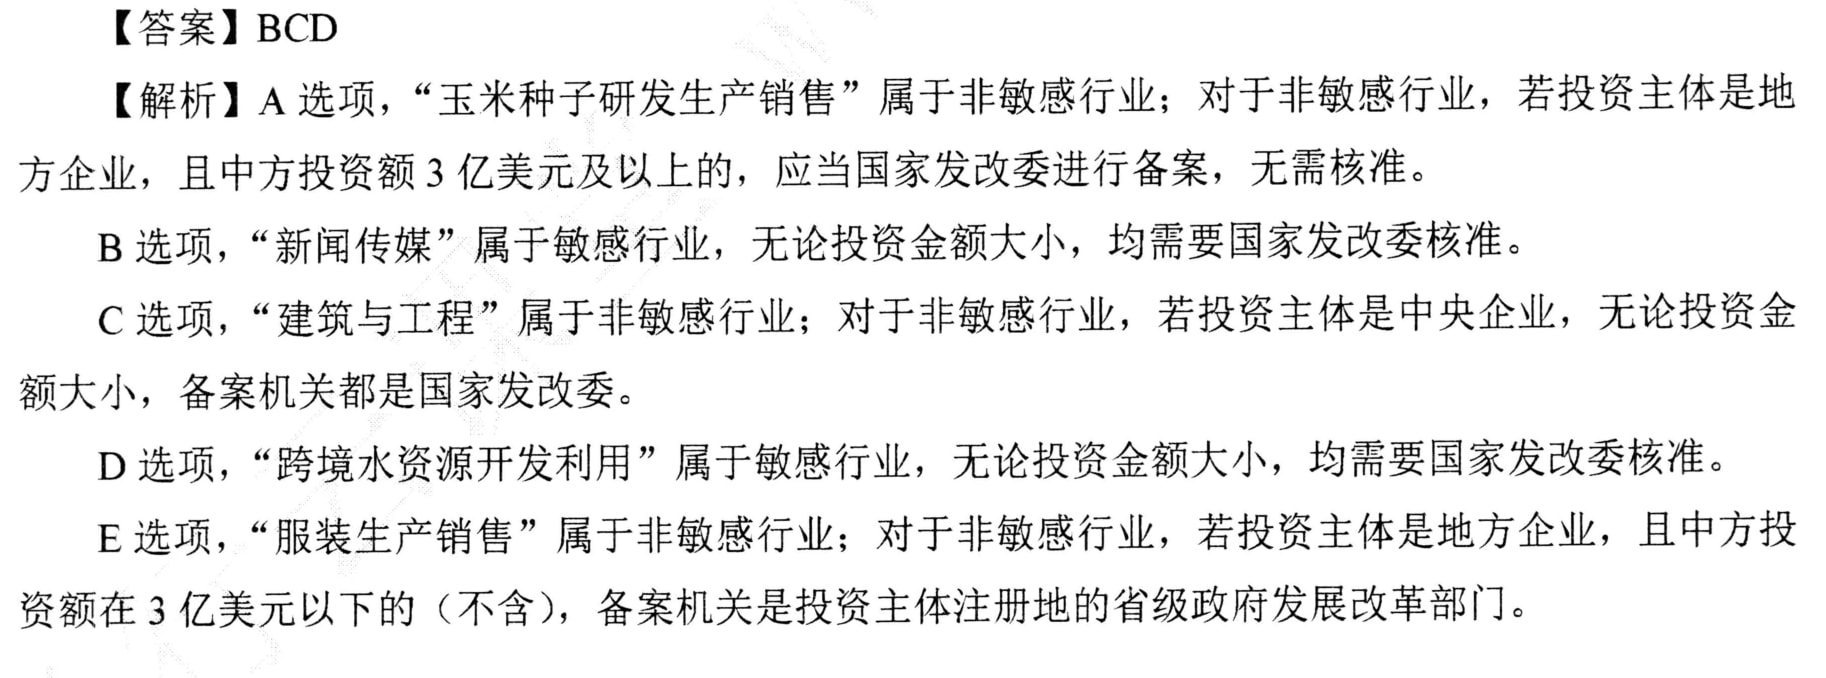 【答案】BCD
【解析】A 选项，“玉米种子研发生产销售”属于非敏感行业；对于非敏感行业，若投资主体是地
方企业，且中方投资额 3 亿美元及以上的，应当国家发改委进行备案，无需核准。
B 选项，“新闻传媒”属于敏感行业，无论投资金额大小，均需要国家发改委核准。
C 选项，“建筑与工程”属于非敏感行业；对于非敏感行业，若投资主体是中央企业，无论投资金
额大小，备案机关都是国家发改委。
D 选项，“跨境水资源开发利用”属于敏感行业，无论投资金额大小，均需要国家发改委核准。
E 选项，“服装生产销售”属于非敏感行业；对于非敏感行业，若投资主体是地方企业，且中方投
资额在 3 亿美元以下的（不含），备案机关是投资主体注册地的省级政府发展改革部门。